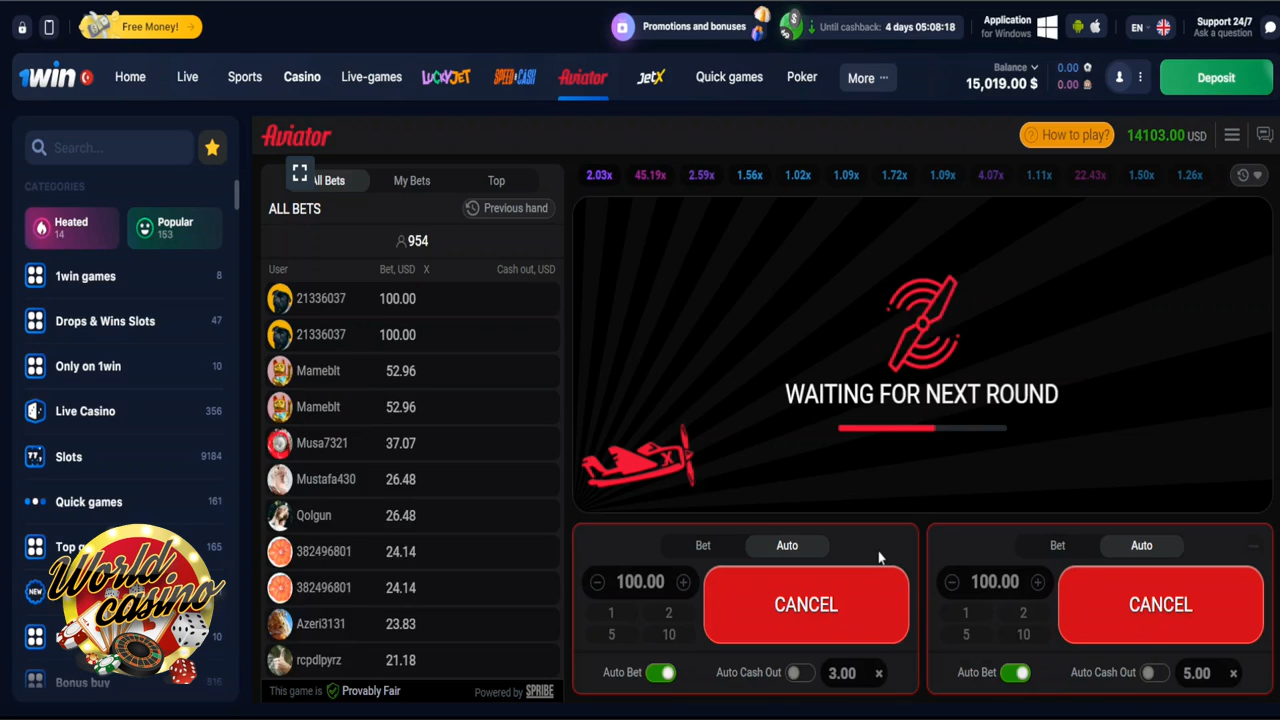 Free Money!
Promotions and bonuses
Until cashback: 4 days 05:08:18
Application
for Windows
EN
Support 24/7
Ask a question
1win
Home
Live
Sports
Casino
Live-games
LUCKYJET
SPEED&CASH
Aviator
JetX
Quick games
Poker
More
Balance
15,019.00 $
0.00
0.00
Deposit
Search...
CATEGORIES
Heated
14
Popular
153
1win games 8
Drops & Wins Slots 47
Only on 1win 10
Live Casino 356
Slots 9184
Quick games 161
Top g 165
NEW
Bonus buy 816
World
casino
Aviator
How to play?
14103.00 USD
All Bets
My Bets
Top
ALL BETS
Previous hand
954
User Bet, USD X Cash out, USD
21336037 100.00
21336037 100.00
Mameblt 52.96
Mameblt 52.96
Musa7321 37.07
Mustafa430 26.48
Qolgun 26.48
382496801 24.14
382496801 24.14
Azeri3131 23.83
rcpdlpyrz 21.18
This game is Provably Fair
Powered by SPRIBE
2.03x 45.19x 2.59x 1.56x 1.02x 1.09x 1.72x 1.09x 4.07x 1.11x 22.43x 1.50x 1.26x
WAITING FOR NEXT ROUND
X
Bet Auto
100.00
1 2
5 10
CANCEL
Auto Bet
Auto Cash Out
3.00 x
Bet Auto
100.00
1 2
5 10
CANCEL
Auto Bet
Auto Cash Out
5.00 x